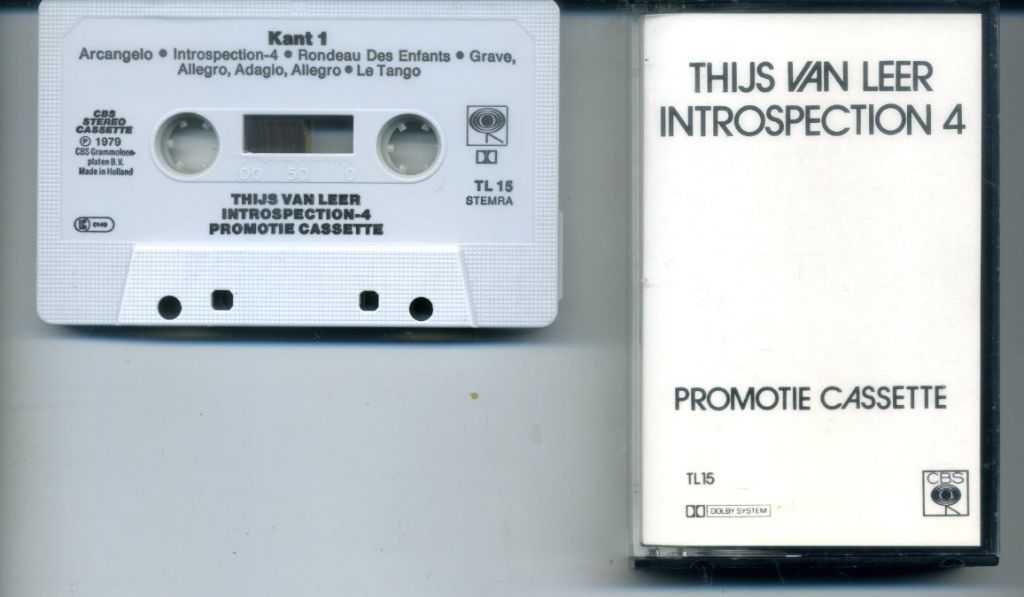 Kant 1
Arcangelo • Introspection-4 • Rondeau Des Enfants • Grave,
Allegro, Adagio, Allegro • Le Tango
CBS
STEREO
CASSETTE
℗ 1979
CBS Grammofoon-
platen B.V.
Made in Holland
100 50 0
TL 15
STEMRA
THIJS VAN LEER
INTROSPECTION-4
PROMOTIE CASSETTE
THIJS VAN LEER
INTROSPECTION 4
PROMOTIE CASSETTE
TL15
DOLBY SYSTEM
CBS